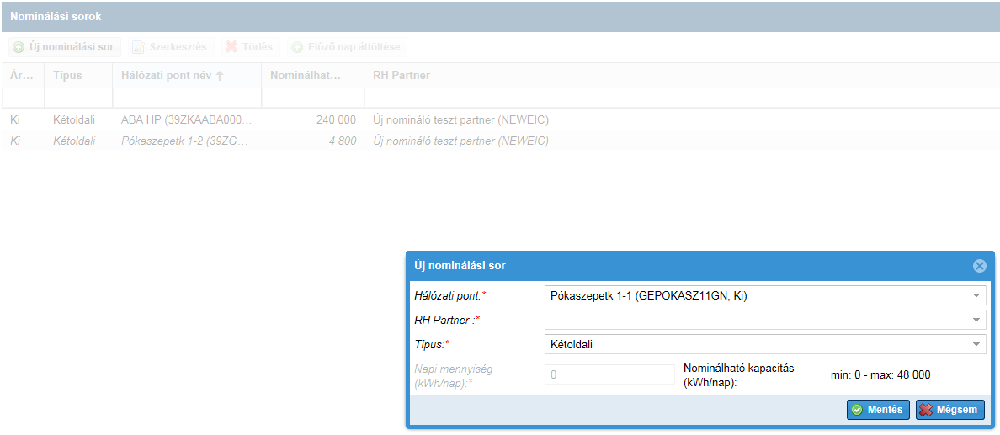 Nominálási sorok
Új nominálási sor Szerkesztés Törlés Előző nap áttöltése
Ár... Típus Hálózati pont név Nominálhat... RH Partner
Ki Kétoldali ABA HP (39ZKAABA000... 240 000 Új nomináló teszt partner (NEWEIC)
Ki Kétoldali Pókaszepetk 1-2 (39ZG... 4 800 Új nomináló teszt partner (NEWEIC)
Új nominálási sor
Hálózati pont:* Pókaszepetk 1-1 (GEPOKASZ11GN, Ki)
RH Partner :*
Típus:* Kétoldali
Napi mennyiség (kWh/nap):* 0 Nominálható kapacitás (kWh/nap): min: 0 - max: 48 000
Mentés Mégsem